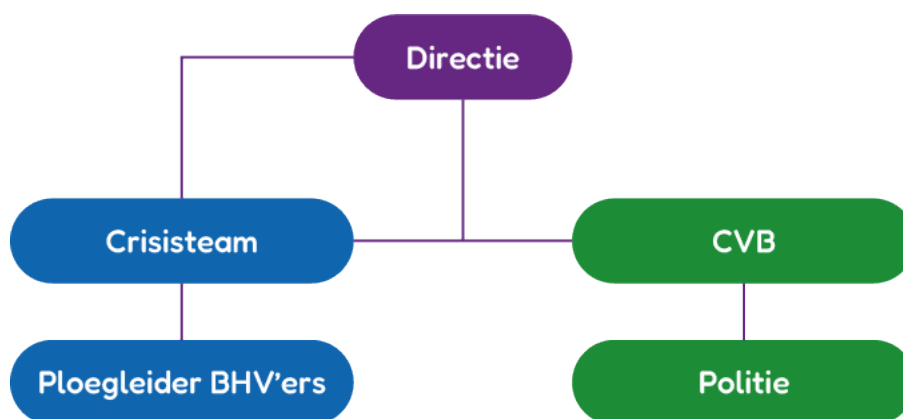 Directie
Crisisteam
CVB
Ploegleider BHV'ers
Politie